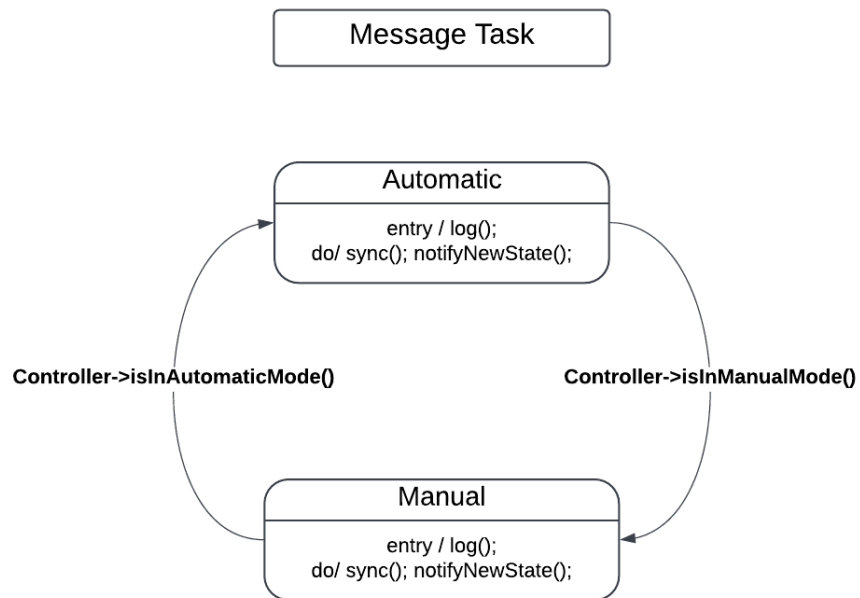 Message Task
Automatic
entry / log();
do/ sync(); notifyNewState();
Controller->isInAutomaticMode()
Controller->isInManualMode()
Manual
entry / log();
do/ sync(); notifyNewState();